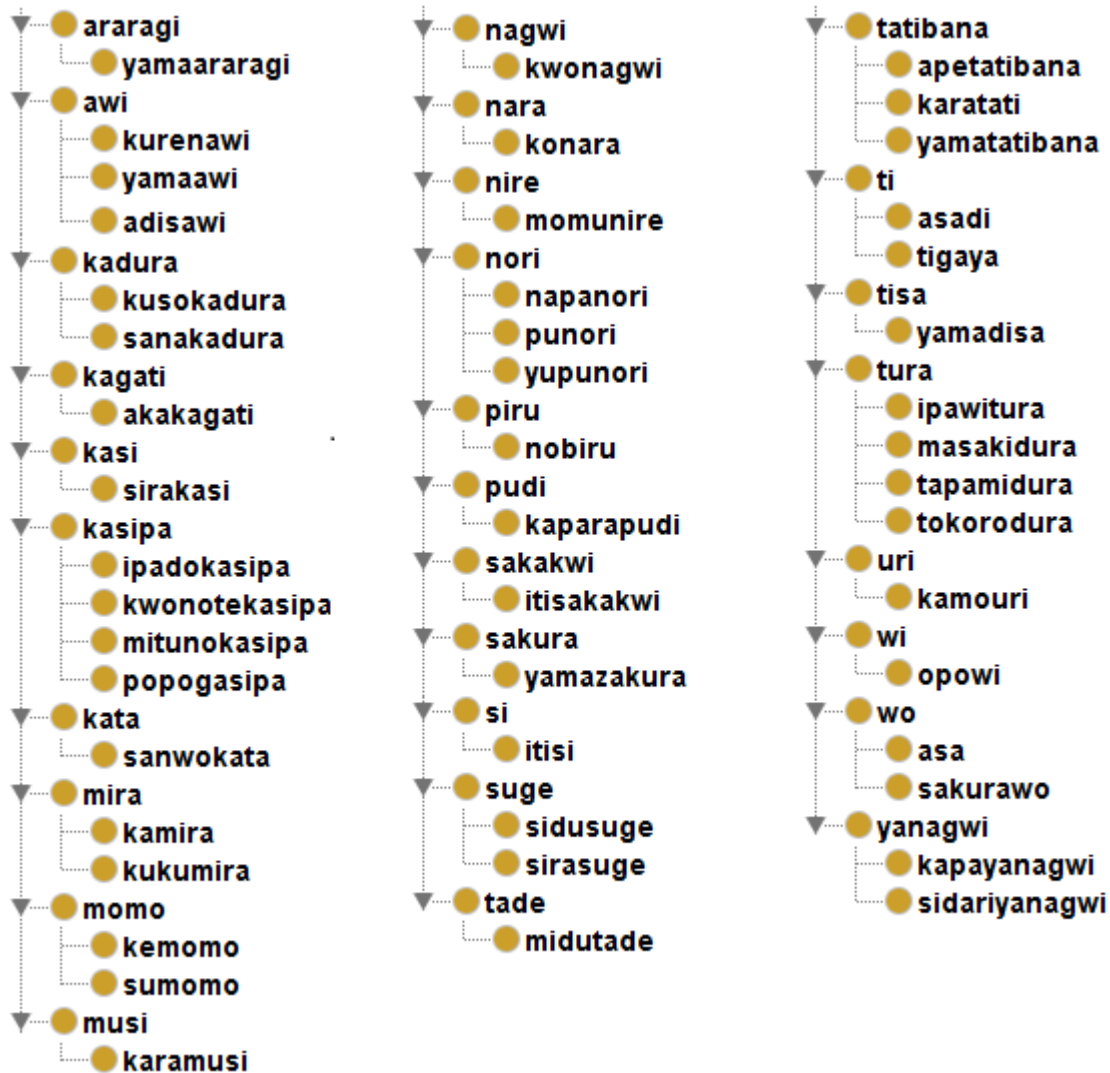 araragi
yamaararagi
awi
kurenawi
yamaawi
adisawi
kadura
kusokadura
sanakadura
kagati
akakagati
kasi
sirakasi
kasipa
ipadokasipa
kwonotekasipa
mitunokasipa
popogasipa
kata
sanwokata
mira
kamira
kukumira
momo
kemomo
sumomo
musi
karamusi
nagwi
kwonagwi
nara
konara
nire
momunire
nori
napanori
punori
yupunori
piru
nobiru
pudi
kaparapudi
sakakwi
itisakakwi
sakura
yamazakura
si
itisi
suge
sidusuge
sirasuge
tade
midutade
tatibana
apetatibana
karatati
yamatatibana
ti
asadi
tigaya
tisa
yamadisa
tura
ipawitura
masakidura
tapamidura
tokorodura
uri
kamouri
wi
opowi
wo
asa
sakurawo
yanagwi
kapayanagwi
sidariyanagwi